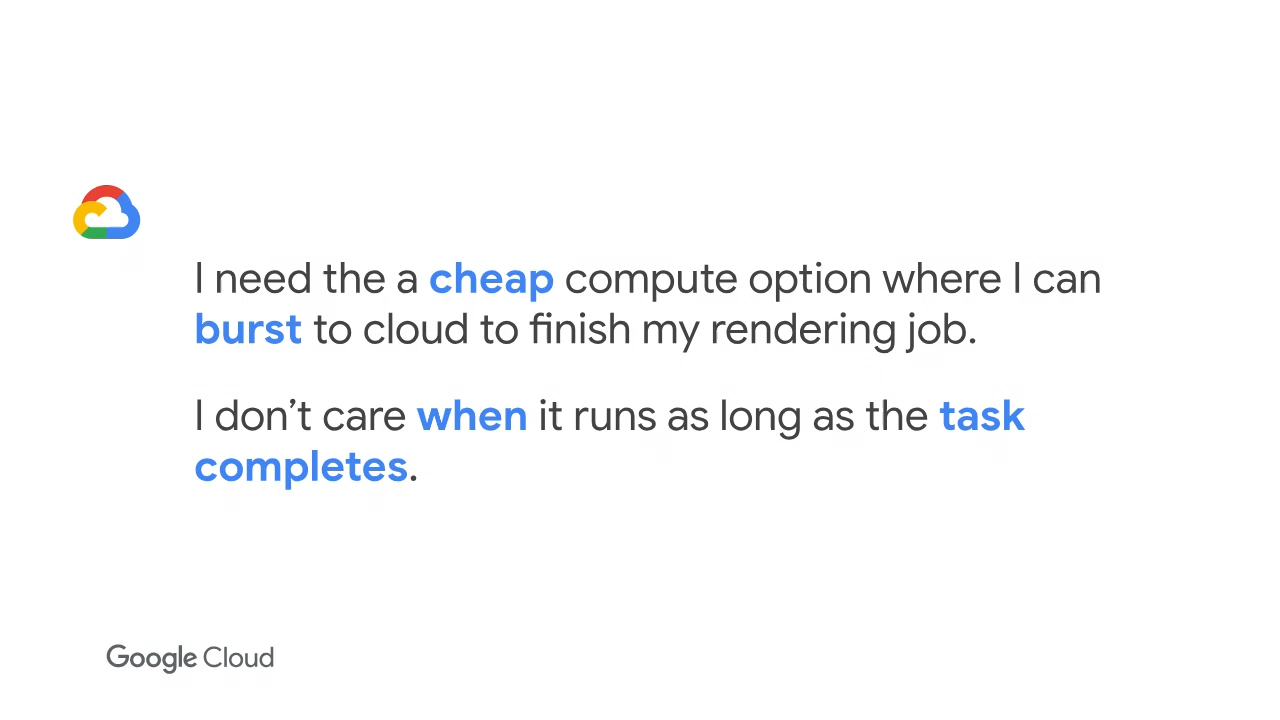 I need the a cheap compute option where I can
burst to cloud to finish my rendering job.
I don’t care when it runs as long as the task
completes.
Google Cloud